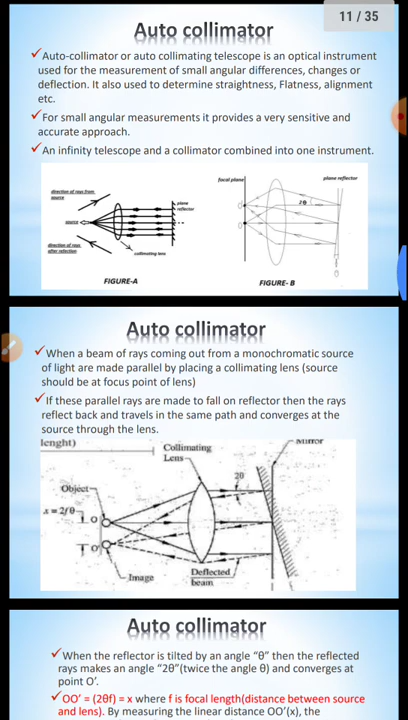 11 / 35
Auto collimator
✓Auto-collimator or auto collimating telescope is an optical instrument
used for the measurement of small angular differences, changes or
deflection. It also used to determine straightness, Flatness, alignment
etc.
✓For small angular measurements it provides a very sensitive and
accurate approach.
✓An infinity telescope and a collimator combined into one instrument.
direction of rays from
source
plane
reflector
source
direction of rays
after reflection
collimating lens
FIGURE-A
focal plane
plane reflector
2θ
FIGURE- B
Auto collimator
✓When a beam of rays coming out from a monochromatic source
of light are made parallel by placing a collimating lens (source
should be at focus point of lens)
✓If these parallel rays are made to fall on reflector then the rays
reflect back and travels in the same path and converges at the
source through the lens.
lenght)
Collimating
Lens
Mirror
2θ
Object
x = 2fθ
O
O'
Image
Deflected
beam
Auto collimator
✓When the reflector is tilted by an angle “θ” then the reflected
rays makes an angle “2θ”(twice the angle θ) and converges at
point O’.
✓OO’ = (2θf) = x where f is focal length(distance between source
and lens). By measuring the linear distance OO’(x), the